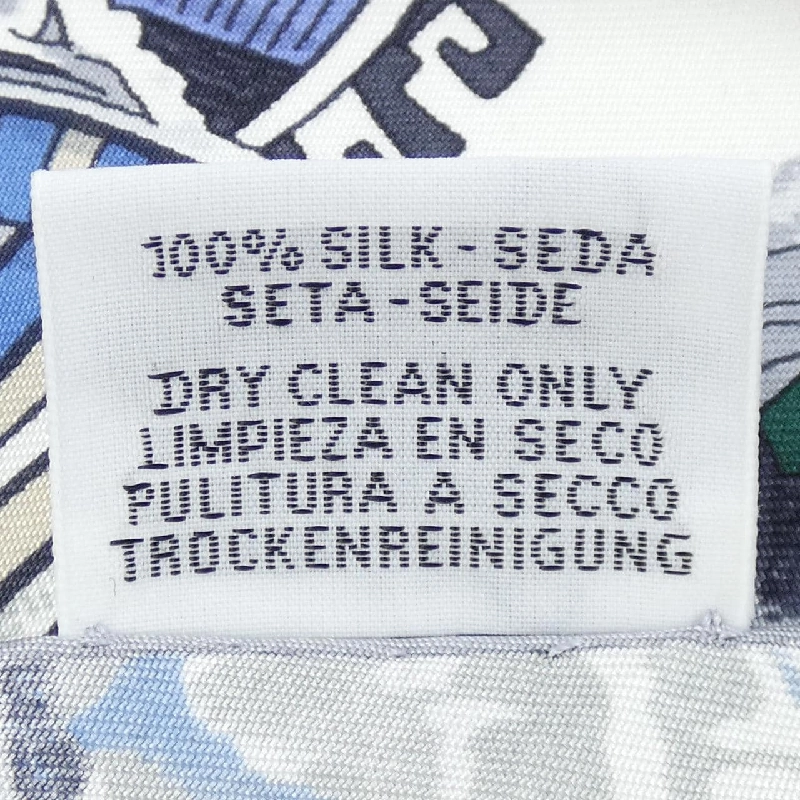 100% SILK - SEDA
SETA - SEIDE
DRY CLEAN ONLY
LIMPIEZA EN SECO
PULITURA A SECCO
TROCKENREINIGUNG